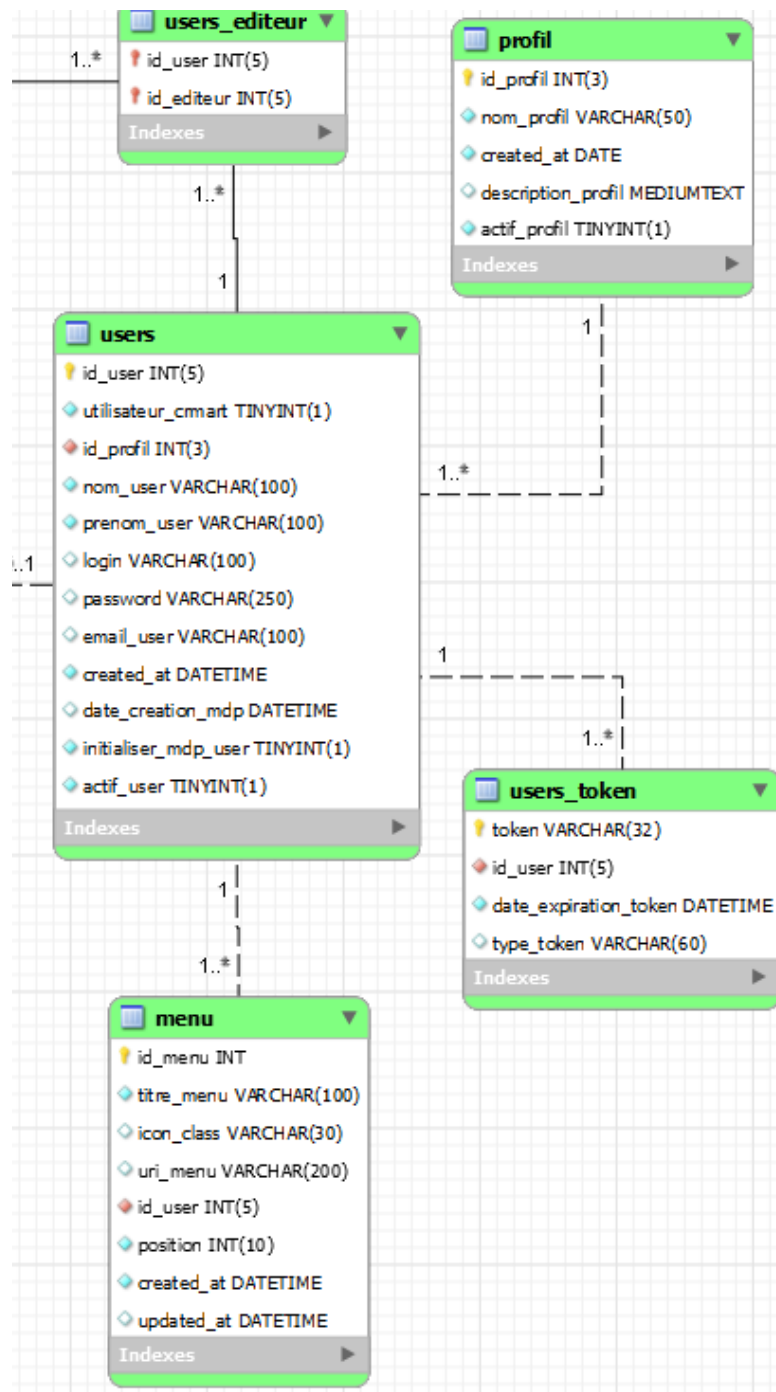 users_editeur
id_user INT(5)
id_editeur INT(5)
Indexes
1..*
1..*
1
profil
id_profil INT(3)
nom_profil VARCHAR(50)
created_at DATE
description_profil MEDIUMTEXT
actif_profil TINYINT(1)
Indexes
1
1..*
users
id_user INT(5)
utilisateur_cmart TINYINT(1)
id_profil INT(3)
nom_user VARCHAR(100)
prenom_user VARCHAR(100)
login VARCHAR(100)
password VARCHAR(250)
email_user VARCHAR(100)
created_at DATETIME
date_creation_mdp DATETIME
initialiser_mdp_user TINYINT(1)
actif_user TINYINT(1)
Indexes
..1
1
1..*
users_token
token VARCHAR(32)
id_user INT(5)
date_expiration_token DATETIME
type_token VARCHAR(60)
Indexes
1
1..*
menu
id_menu INT
titre_menu VARCHAR(100)
icon_class VARCHAR(30)
uri_menu VARCHAR(200)
id_user INT(5)
position INT(10)
created_at DATETIME
updated_at DATETIME
Indexes